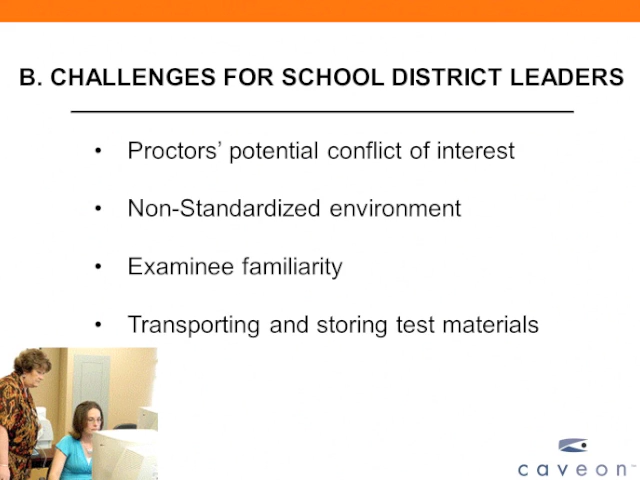 B. CHALLENGES FOR SCHOOL DISTRICT LEADERS
• Proctors’ potential conflict of interest
• Non-Standardized environment
• Examinee familiarity
• Transporting and storing test materials
caveon™